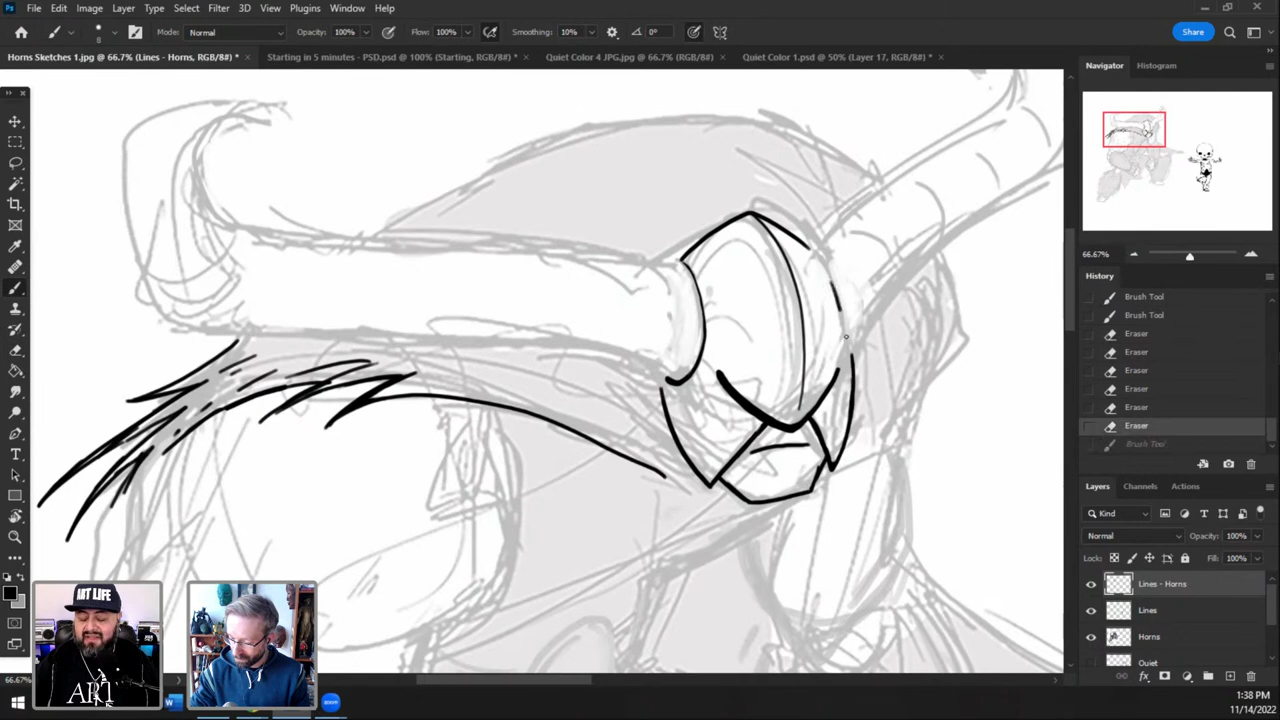 Ps File Edit Image Layer Type Select Filter 3D View Plugins Window Help
8 Mode: Normal Opacity: 100% Flow: 100% Smoothing: 10% 0° Share
Horns Sketches 1.jpg @ 66.7% (Lines - Horns, RGB/8#) * × Starting in 5 minutes - PSD.psd @ 100% (Starting, RGB/8#) * × Quiet Color 4 JPG.jpg @ 66.7% (RGB/8#) × Quiet Color 1.psd @ 50% (Layer 17, RGB/8#) * ×
Navigator Histogram
66.67%
History
Brush Tool
Brush Tool
Eraser
Eraser
Eraser
Eraser
Eraser
Eraser
Brush Tool
Layers Channels Actions
Kind
Normal Opacity: 100%
Lock: Fill: 100%
Lines - Horns
Lines
Horns
Quiet
ART LIFE
ART
66.67%
W zoom
1:38 PM
11/14/2022